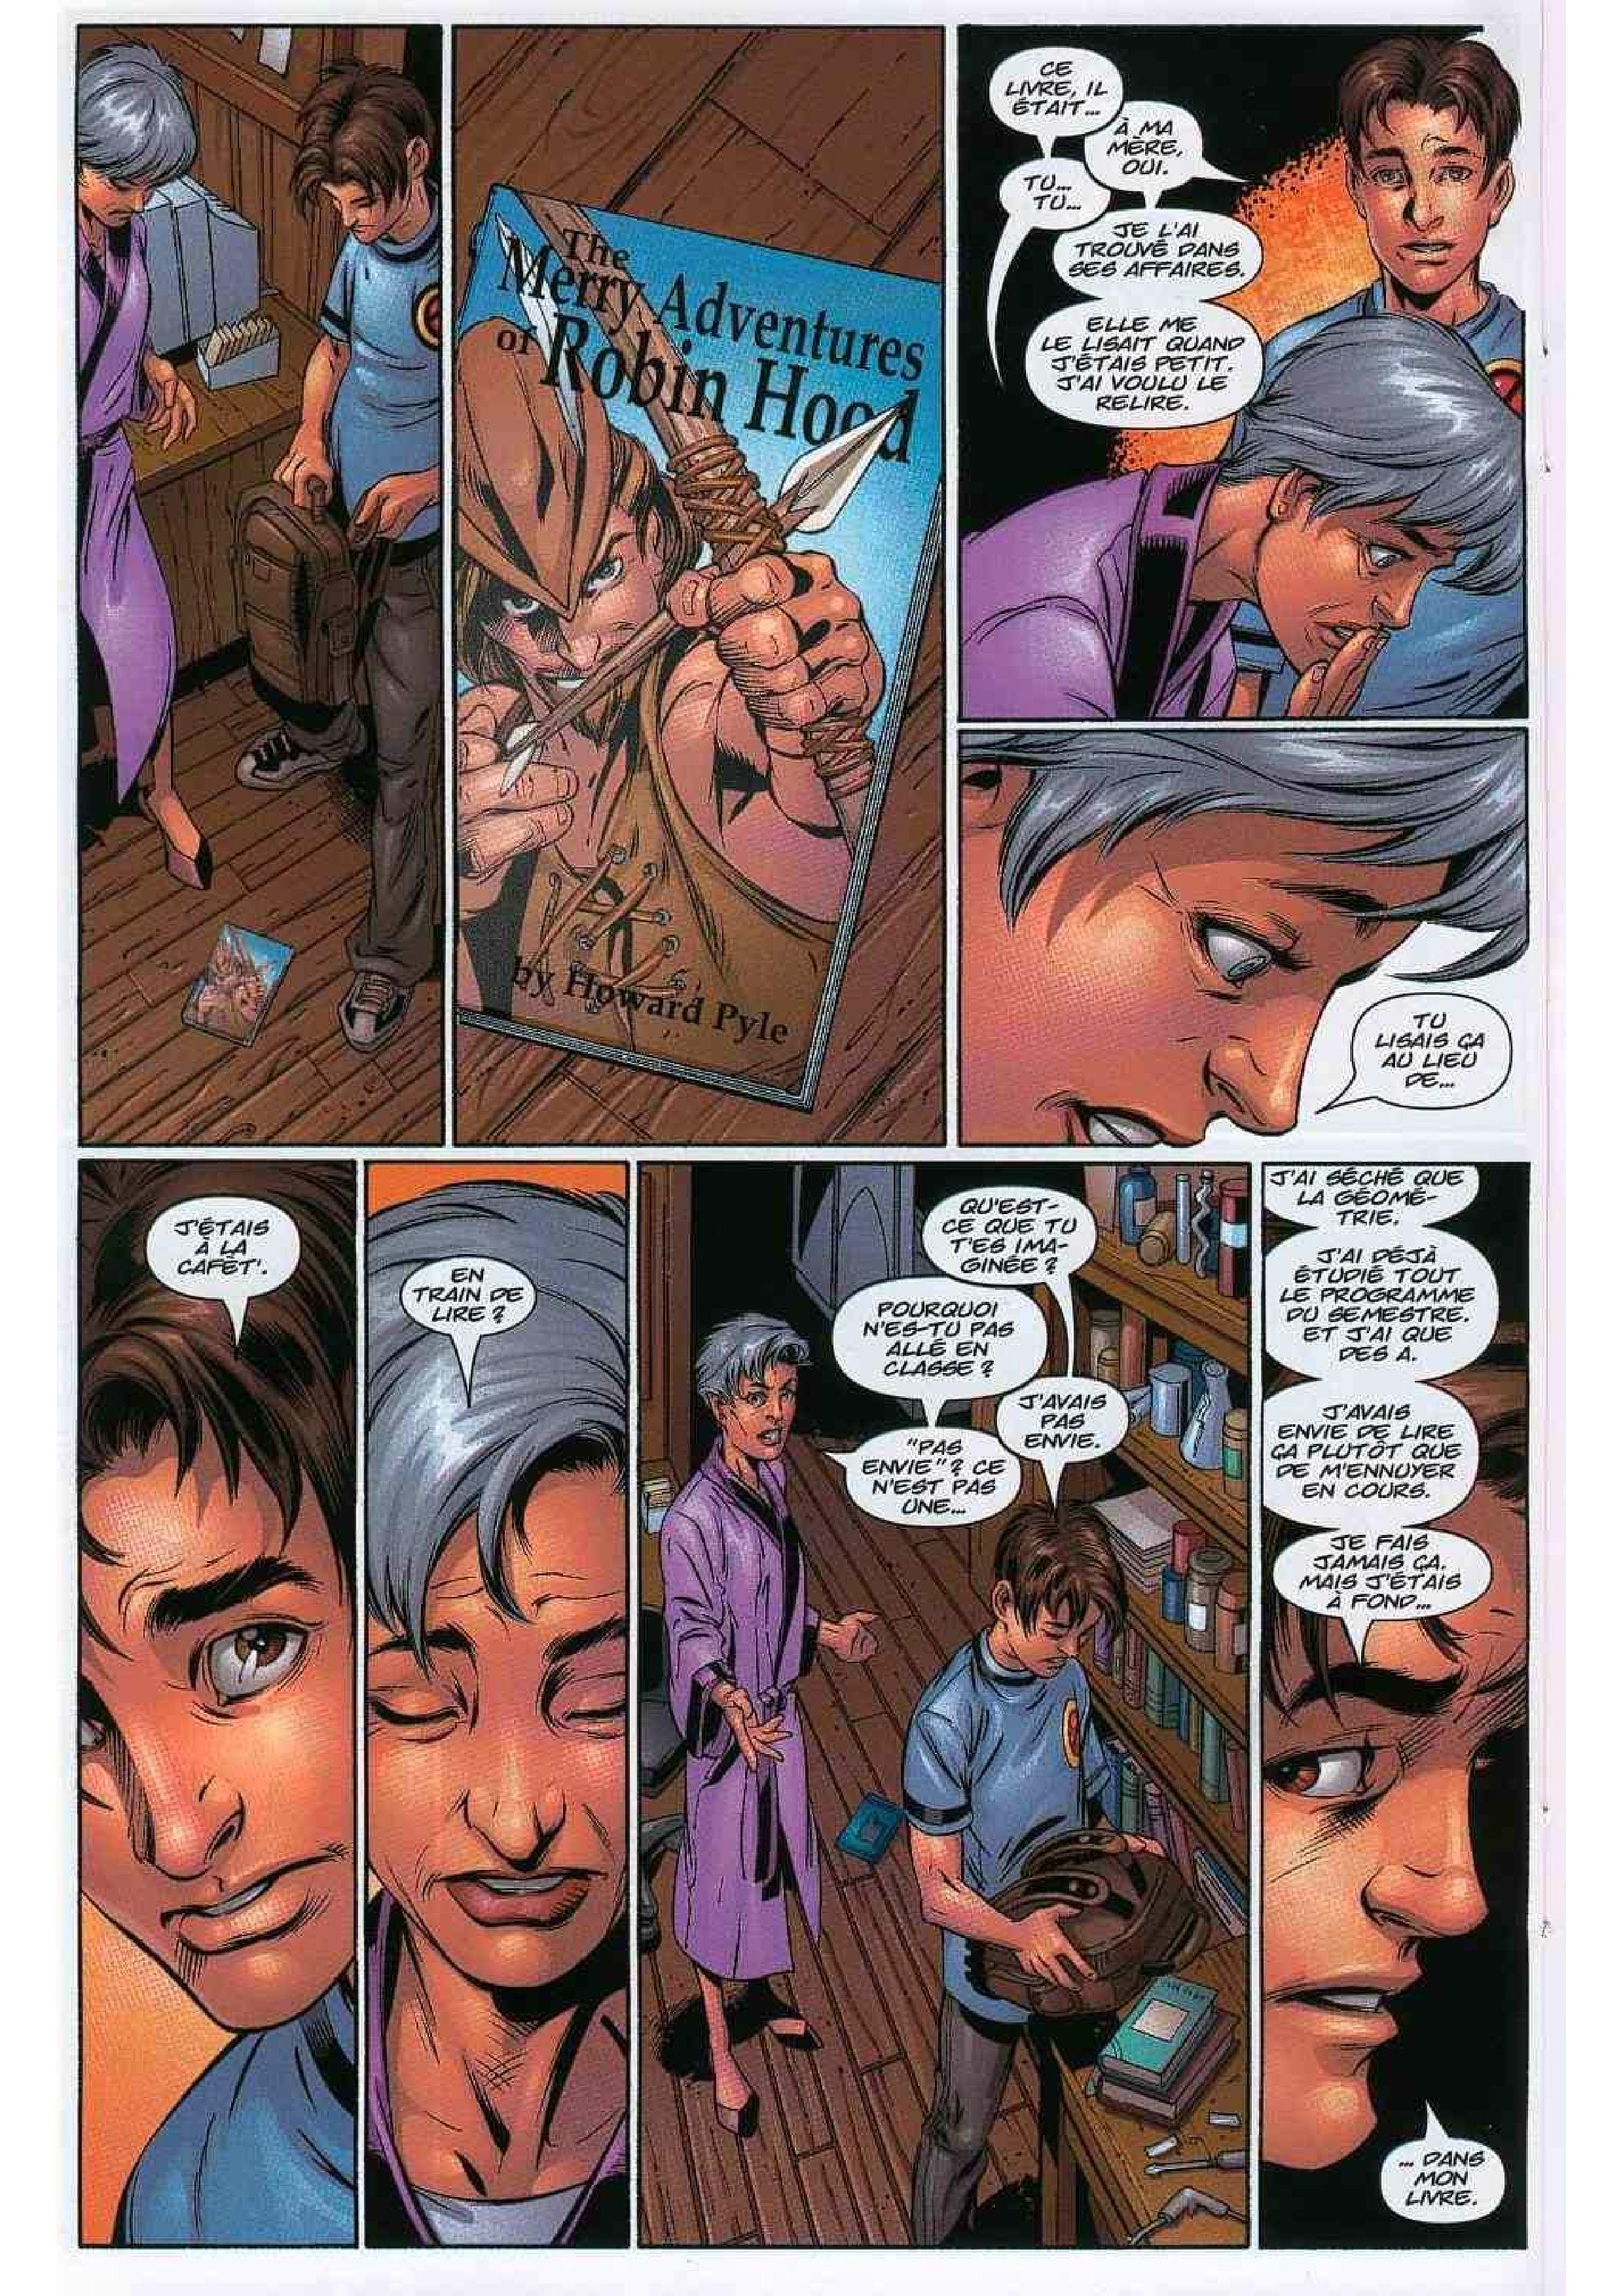 The
Merry Adventures
of Robin Hood
by Howard Pyle
CE
LIVRE, IL
ÉTAIT...
À MA
MÈRE,
OUI.
TU...
TU...
JE L'AI
TROUVÉ DANS
SES AFFAIRES.
ELLE ME
LE LISAIT QUAND
J'ÉTAIS PETIT.
J'AI VOULU LE
RELIRE.
TU
LISAIS ÇA
AU LIEU
DE...
J'ÉTAIS
À LA
CAFÈT'.
EN
TRAIN DE
LIRE ?
QU'EST-
CE QUE TU
T'ES IMA-
GINÉE ?
POURQUOI
N'ES-TU PAS
ALLÉ EN
CLASSE ?
J'AVAIS
PAS
ENVIE.
"PAS
ENVIE" ? CE
N'EST PAS
UNE...
J'AI SÉCHÉ QUE
LA GÉOMÉ-
TRIE.
J'AI DÉJÀ
ÉTUDIÉ TOUT
LE PROGRAMME
DU SEMESTRE.
ET J'AI QUE
DES A.
J'AVAIS
ENVIE DE LIRE
ÇA PLUTÔT QUE
DE M'ENNUYER
EN COURS.
JE FAIS
JAMAIS ÇA.
MAIS J'ÉTAIS
À FOND...
... DANS
MON
LIVRE.